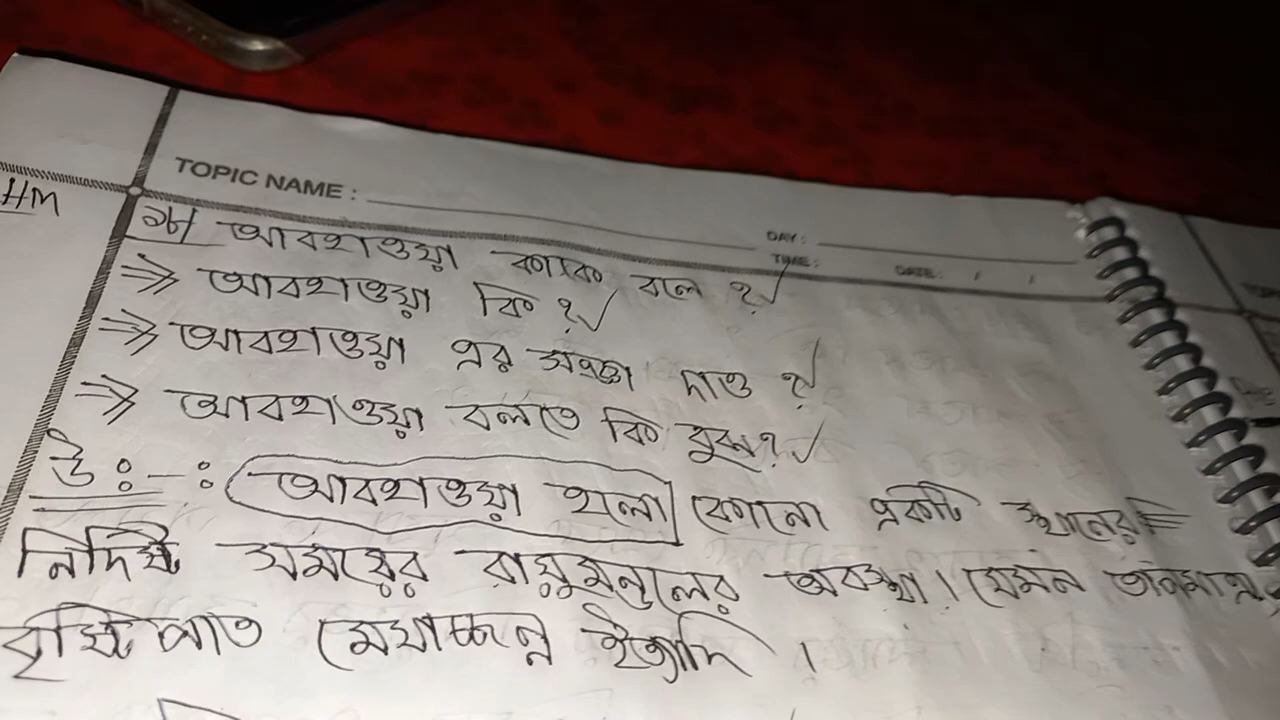 TOPIC NAME :
DAY :
TIME :
DATE : / /
HM
১৮/ আবহাওয়া কাকে বলে ?
⇒ আবহাওয়া কি ?
⇒ আবহাওয়া এর সংজ্ঞা দাও ?
⇒ আবহাওয়া বলতে কি বুঝ ?
উঃ-: আবহাওয়া হলো কোনো একটি স্থানের
নির্দিষ্ট সময়ের বায়ুমন্ডলের অবস্থা । যেমন তাপমাত্রা
বৃষ্টিপাত মেঘাচ্ছন্ন ইত্যাদি ।